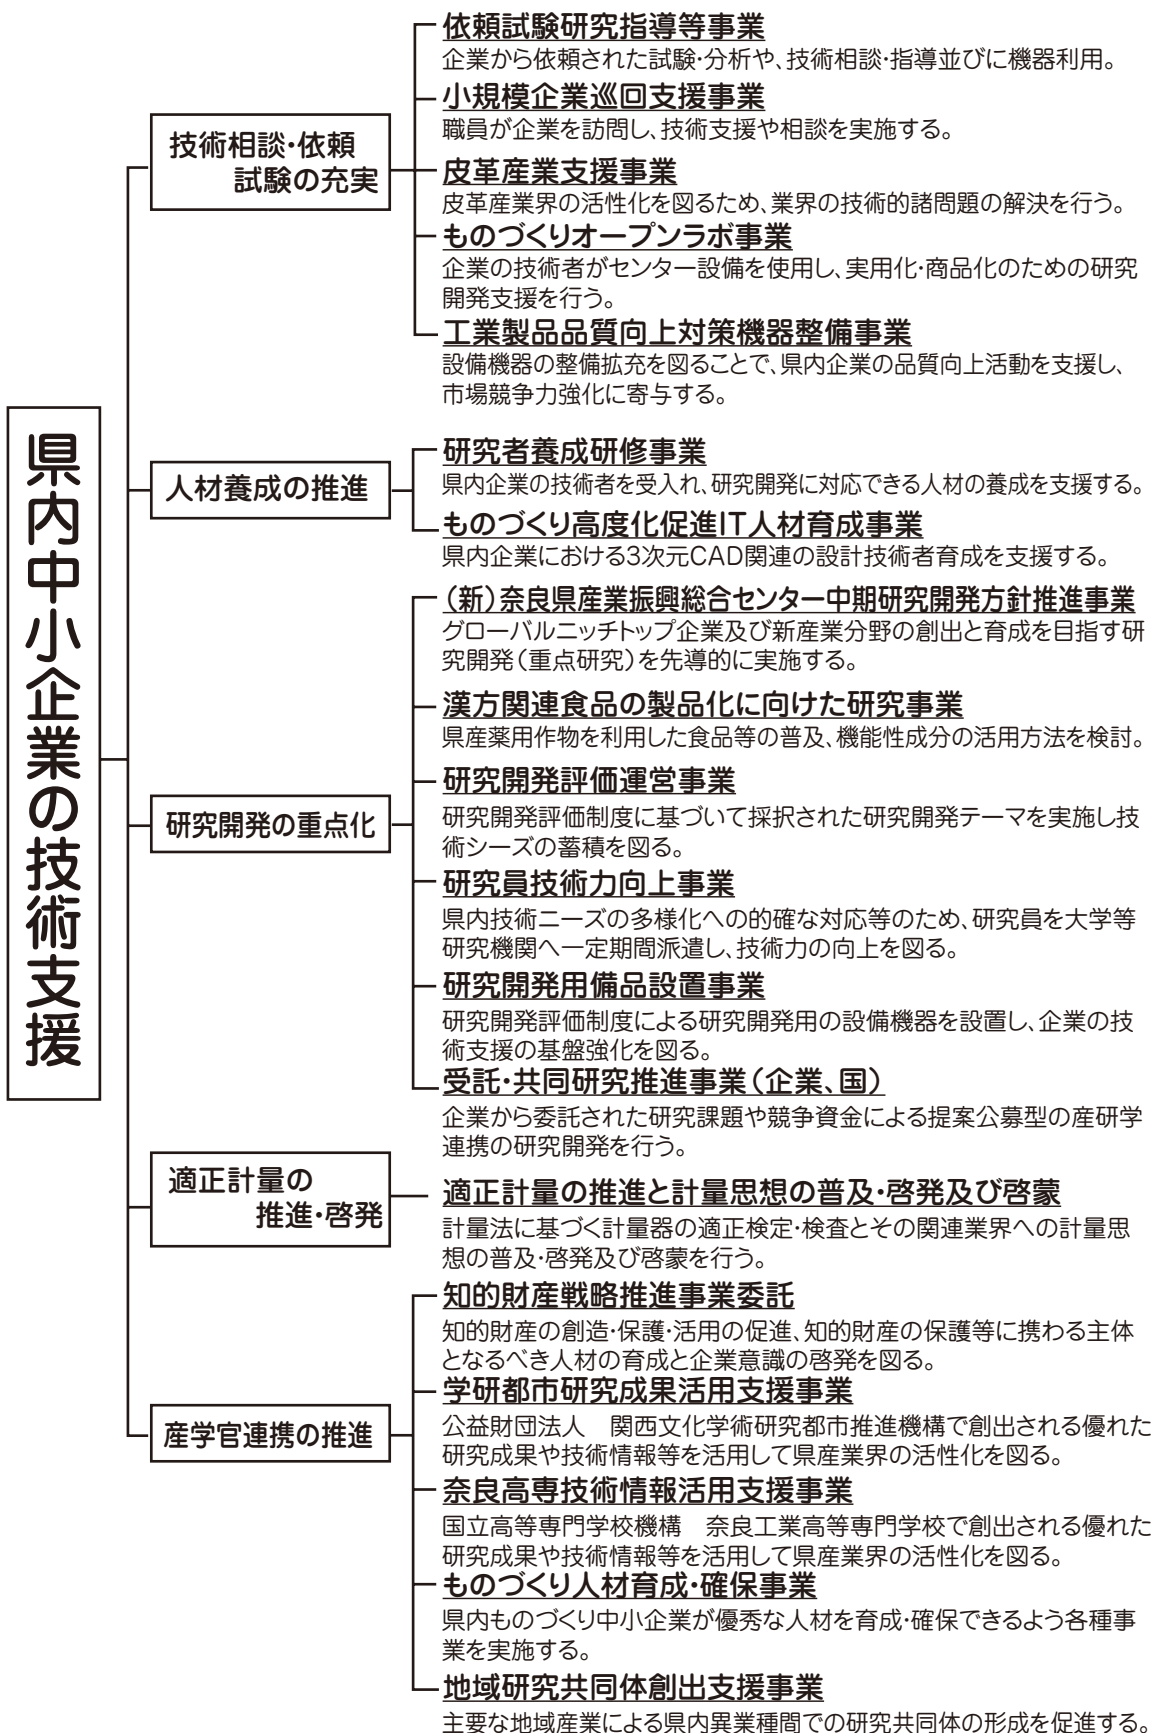 県内中小企業の技術支援
技術相談・依頼
試験の充実
依頼試験研究指導等事業
企業から依頼された試験・分析や、技術相談・指導並びに機器利用。
小規模企業巡回支援事業
職員が企業を訪問し、技術支援や相談を実施する。
皮革産業支援事業
皮革産業界の活性化を図るため、業界の技術的諸問題の解決を行う。
ものづくりオープンラボ事業
企業の技術者がセンター設備を使用し、実用化・商品化のための研究
開発支援を行う。
工業製品品質向上対策機器整備事業
設備機器の整備拡充を図ることで、県内企業の品質向上活動を支援し、
市場競争力強化に寄与する。
人材養成の推進
研究者養成研修事業
県内企業の技術者を受入れ、研究開発に対応できる人材の養成を支援する。
ものづくり高度化促進IT人材育成事業
県内企業における3次元CAD関連の設計技術者育成を支援する。
研究開発の重点化
（新）奈良県産業振興総合センター中期研究開発方針推進事業
グローバルニッチトップ企業及び新産業分野の創出と育成を目指す研
究開発（重点研究）を先導的に実施する。
漢方関連食品の製品化に向けた研究事業
県産薬用作物を利用した食品等の普及、機能性成分の活用方法を検討。
研究開発評価運営事業
研究開発評価制度に基づいて採択された研究開発テーマを実施し技
術シーズの蓄積を図る。
研究員技術力向上事業
県内技術ニーズの多様化への的確な対応等のため、研究員を大学等
研究機関へ一定期間派遣し、技術力の向上を図る。
研究開発用備品設置事業
研究開発評価制度による研究開発用の設備機器を設置し、企業の技
術支援の基盤強化を図る。
受託・共同研究推進事業（企業、国）
企業から委託された研究課題や競争資金による提案公募型の産研学
連携の研究開発を行う。
適正計量の
推進・啓発
適正計量の推進と計量思想の普及・啓発及び啓蒙
計量法に基づく計量器の適正検定・検査とその関連業界への計量思
想の普及・啓発及び啓蒙を行う。
産学官連携の推進
知的財産戦略推進事業委託
知的財産の創造・保護・活用の促進、知的財産の保護等に携わる主体
となるべき人材の育成と企業意識の啓発を図る。
学研都市研究成果活用支援事業
公益財団法人　関西文化学術研究都市推進機構で創出される優れた
研究成果や技術情報等を活用して県産業界の活性化を図る。
奈良高専技術情報活用支援事業
国立高等専門学校機構　奈良工業高等専門学校で創出される優れた
研究成果や技術情報等を活用して県産業界の活性化を図る。
ものづくり人材育成・確保事業
県内ものづくり中小企業が優秀な人材を育成・確保できるよう各種事
業を実施する。
地域研究共同体創出支援事業
主要な地域産業による県内異業種間での研究共同体の形成を促進する。